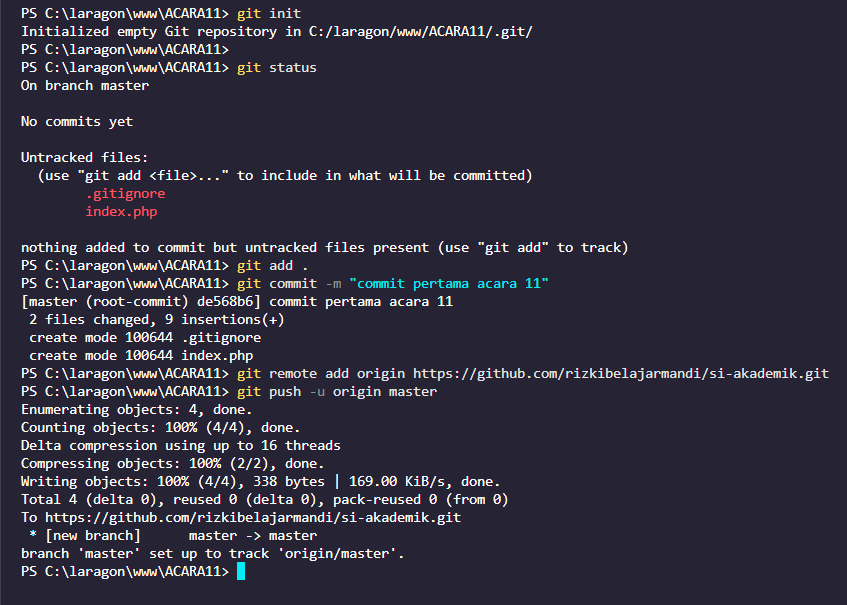 PS C:\laragon\www\ACARA11> git init
Initialized empty Git repository in C:/laragon/www/ACARA11/.git/
PS C:\laragon\www\ACARA11>
PS C:\laragon\www\ACARA11> git status
On branch master
No commits yet
Untracked files:
  (use "git add <file>..." to include in what will be committed)
        .gitignore
        index.php
nothing added to commit but untracked files present (use "git add" to track)
PS C:\laragon\www\ACARA11> git add .
PS C:\laragon\www\ACARA11> git commit -m "commit pertama acara 11"
[master (root-commit) de568b6] commit pertama acara 11
 2 files changed, 9 insertions(+)
 create mode 100644 .gitignore
 create mode 100644 index.php
PS C:\laragon\www\ACARA11> git remote add origin https://github.com/rizkibelajarmandi/si-akademik.git
PS C:\laragon\www\ACARA11> git push -u origin master
Enumerating objects: 4, done.
Counting objects: 100% (4/4), done.
Delta compression using up to 16 threads
Compressing objects: 100% (2/2), done.
Writing objects: 100% (4/4), 338 bytes | 169.00 KiB/s, done.
Total 4 (delta 0), reused 0 (delta 0), pack-reused 0 (from 0)
To https://github.com/rizkibelajarmandi/si-akademik.git
 * [new branch]      master -> master
branch 'master' set up to track 'origin/master'.
PS C:\laragon\www\ACARA11>